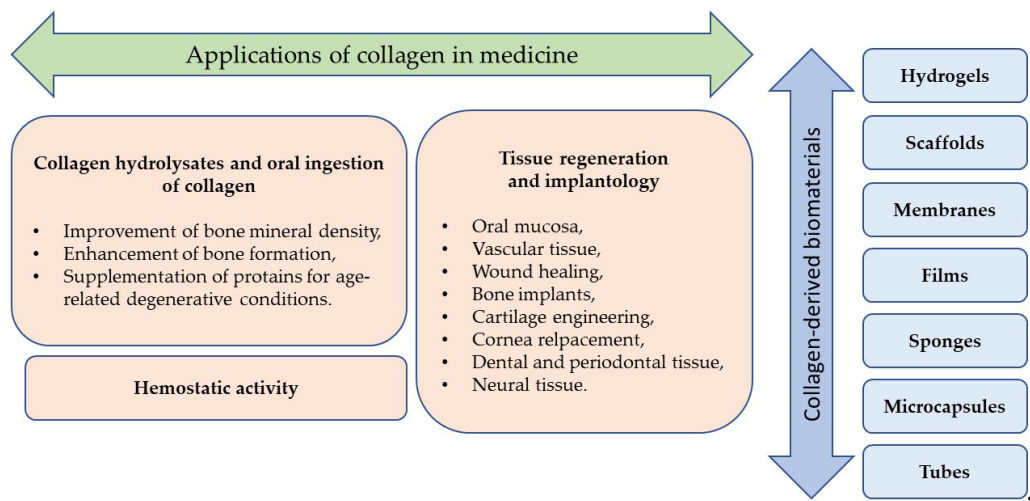 Applications of collagen in medicine
Collagen hydrolysates and oral ingestion
of collagen
• Improvement of bone mineral density,
• Enhancement of bone formation,
• Supplementation of proteins for age-
related degenerative conditions.
Hemostatic activity
Tissue regeneration
and implantology
• Oral mucosa,
• Vascular tissue,
• Wound healing,
• Bone implants,
• Cartilage engineering,
• Cornea relpacement,
• Dental and periodontal tissue,
• Neural tissue.
Collagen-derived biomaterials
Hydrogels
Scaffolds
Membranes
Films
Sponges
Microcapsules
Tubes
.